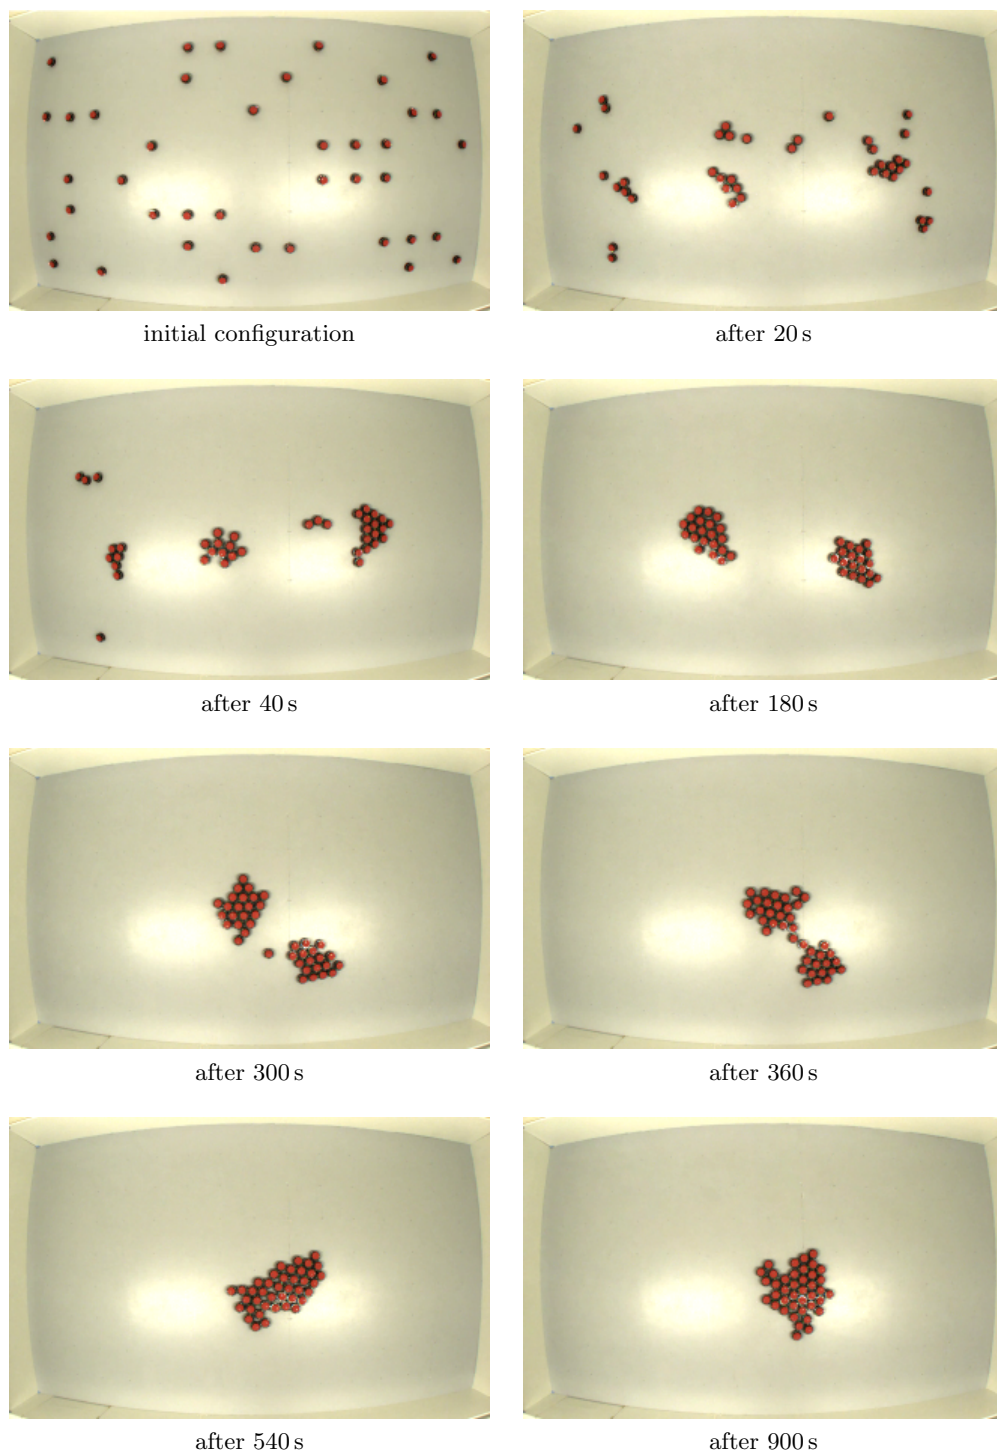 initial configuration
after 20 s
after 40 s
after 180 s
after 300 s
after 360 s
after 540 s
after 900 s